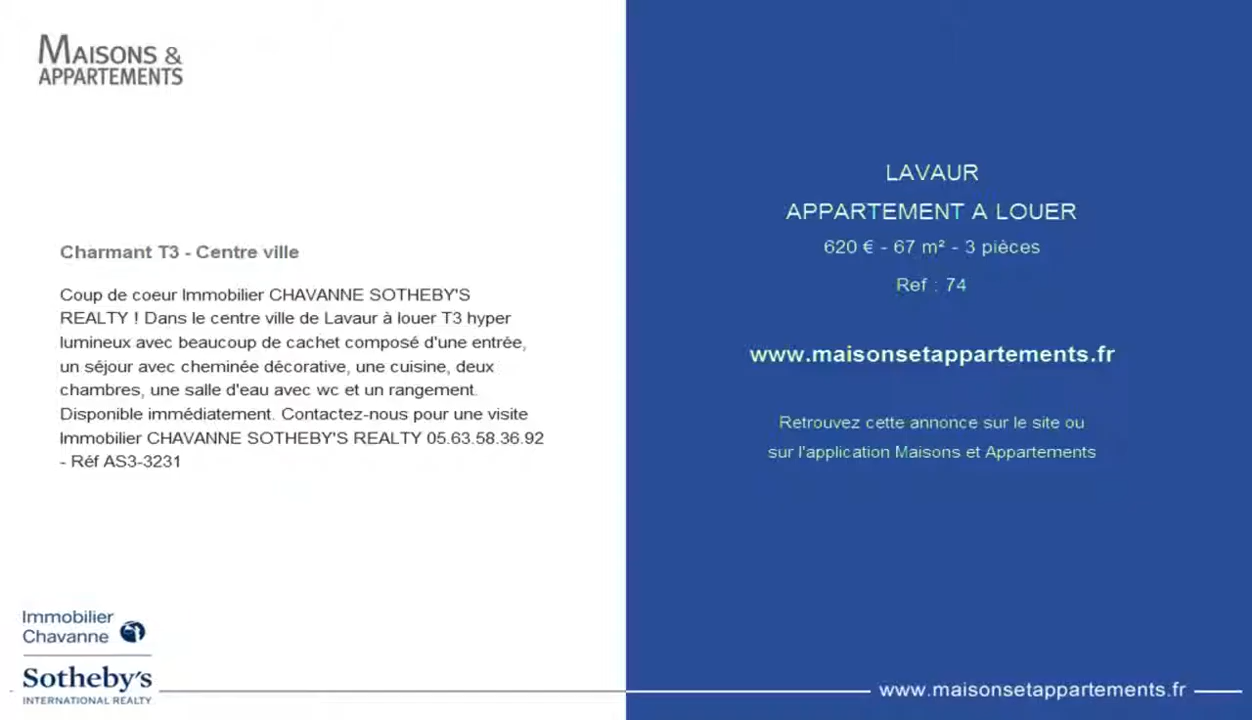 MAISONS &
APPARTEMENTS
Charmant T3 - Centre ville
Coup de coeur Immobilier CHAVANNE SOTHEBY'S
REALTY ! Dans le centre ville de Lavaur à louer T3 hyper
lumineux avec beaucoup de cachet composé d'une entrée,
un séjour avec cheminée décorative, une cuisine, deux
chambres, une salle d'eau avec wc et un rangement.
Disponible immédiatement. Contactez-nous pour une visite
Immobilier CHAVANNE SOTHEBY'S REALTY 05.63.58.36.92
- Réf AS3-3231
Immobilier
Chavanne
Sotheby's
INTERNATIONAL REALTY
LAVAUR
APPARTEMENT A LOUER
620 € - 67 m² - 3 pièces
Ref : 74
www.maisonsetappartements.fr
Retrouvez cette annonce sur le site ou
sur l'application Maisons et Appartements
www.maisonsetappartements.fr